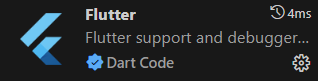 Flutter 4ms
Flutter support and debugger...
Dart Code